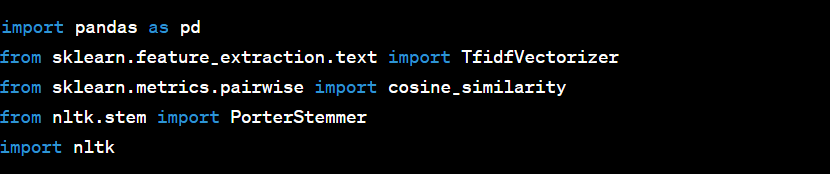 import pandas as pd
from sklearn.feature_extraction.text import TfidfVectorizer
from sklearn.metrics.pairwise import cosine_similarity
from nltk.stem import PorterStemmer
import nltk